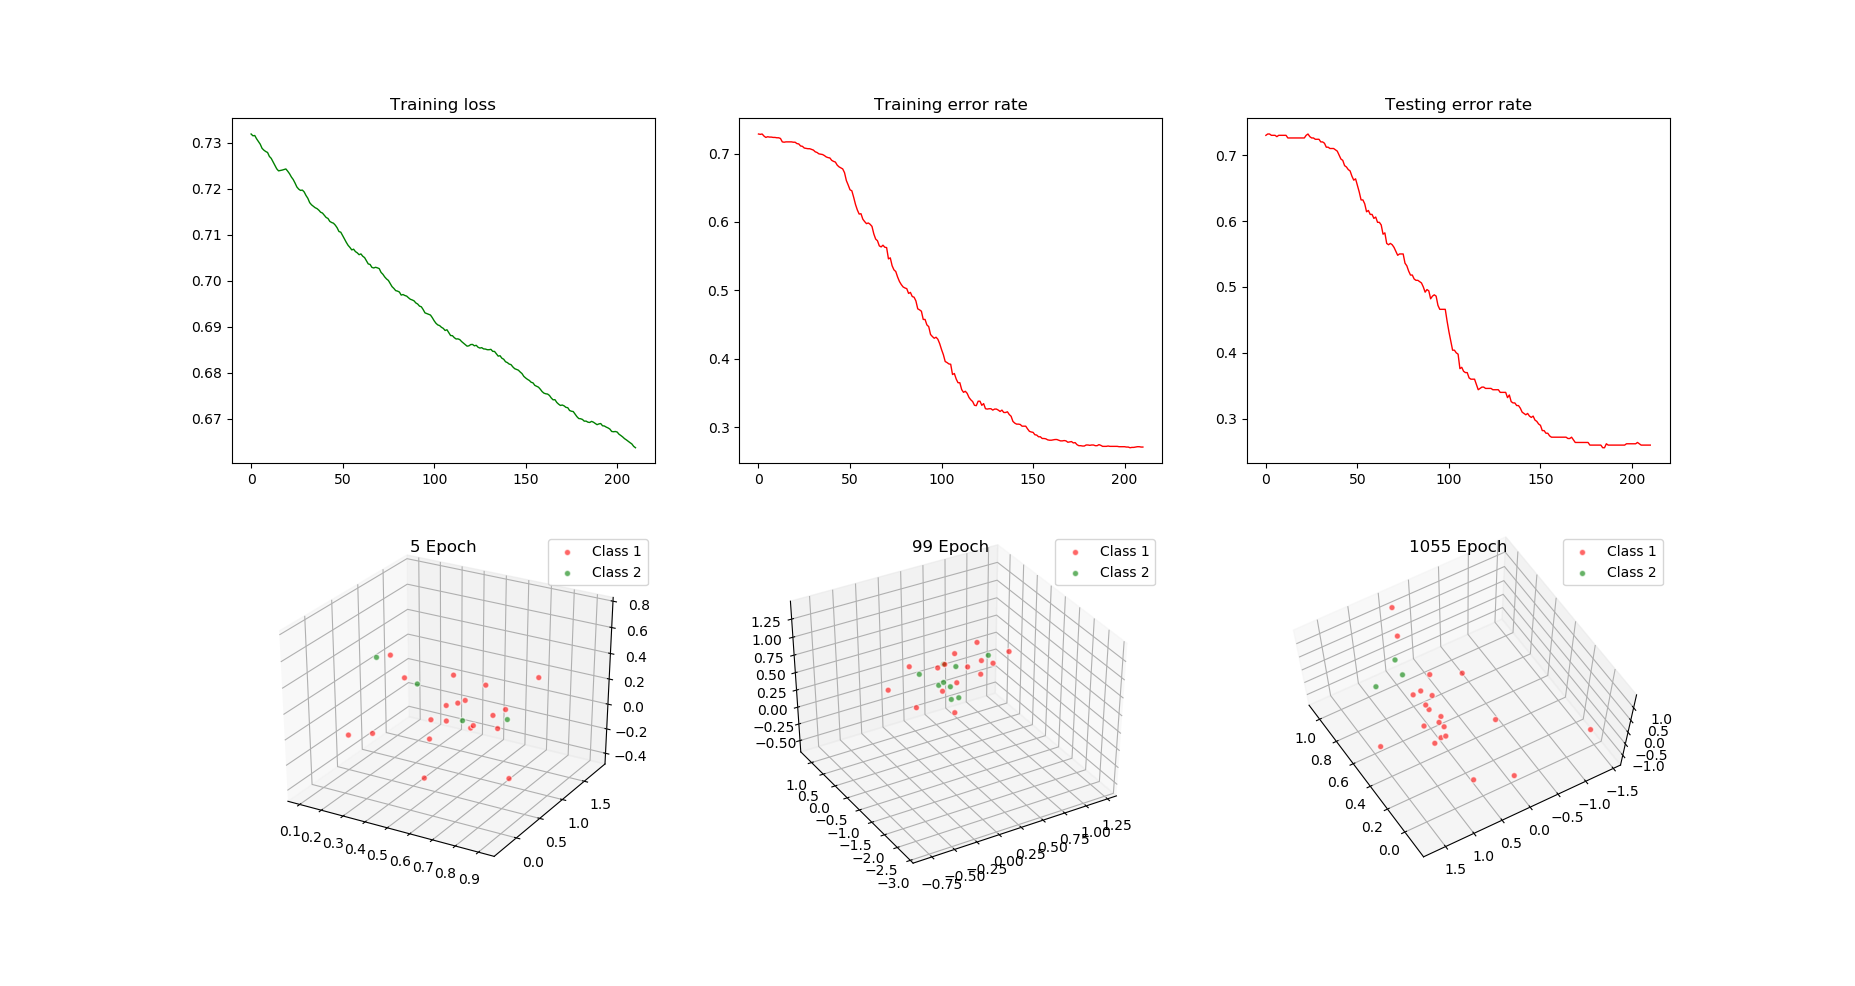 Training loss
0.73
0.72
0.71
0.70
0.69
0.68
0.67
0 50 100 150 200
Training error rate
0.7
0.6
0.5
0.4
0.3
0 50 100 150 200
Testing error rate
0.7
0.6
0.5
0.4
0.3
0 50 100 150 200
5 Epoch
Class 1
Class 2
0.8
0.6
0.4
0.2
0.0
−0.2
−0.4
0.1 0.2 0.3 0.4 0.5 0.6 0.7 0.8 0.9
0.0 0.5 1.0 1.5
99 Epoch
Class 1
Class 2
1.25
1.00
0.75
0.50
0.25
0.00
−0.25
−0.50
1.0 0.5 0.0 −0.5 −1.0 −1.5 −2.0 −2.5 −3.0
−0.75 −0.50 −0.25 0.00 0.25 0.50 0.75 1.00 1.25
1055 Epoch
Class 1
Class 2
1.0
0.5
0.0
−0.5
−1.0
1.0 0.8 0.6 0.4 0.2 0.0
1.5 1.0 0.5 0.0 −0.5 −1.0 −1.5